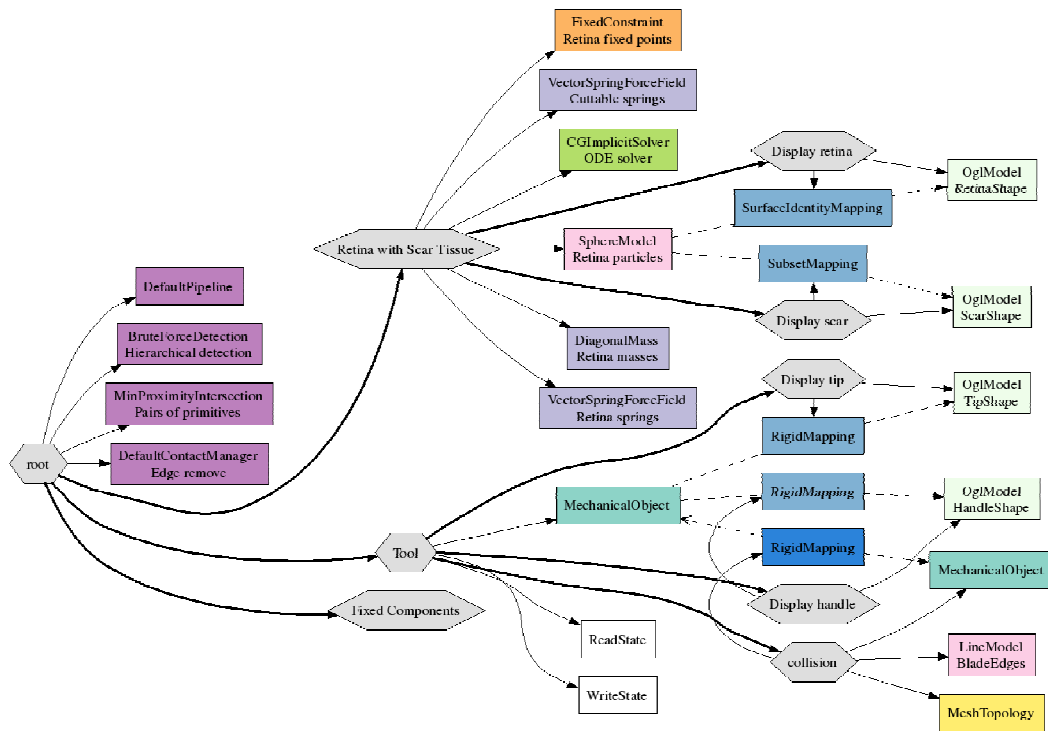 FixedConstraint
Retina fixed points
VectorSpringForceField
Cuttable springs
CGImplicitSolver
ODE solver
Display retina
OglModel
RetinaShape
SurfaceIdentityMapping
Retina with Scar Tissue
SphereModel
Retina particles
SubsetMapping
DefaultPipeline
OglModel
ScarShape
Display scar
BruteForceDetection
Hierarchical detection
DiagonalMass
Retina masses
Display tip
OglModel
TipShape
MinProximityIntersection
Pairs of primitives
VectorSpringForceField
Retina springs
RigidMapping
root
DefaultContactManager
Edge remove
MechanicalObject
RigidMapping
OglModel
HandleShape
Tool
RigidMapping
MechanicalObject
Fixed Components
Display handle
ReadState
collision
LineModel
BladeEdges
WriteState
MeshTopology